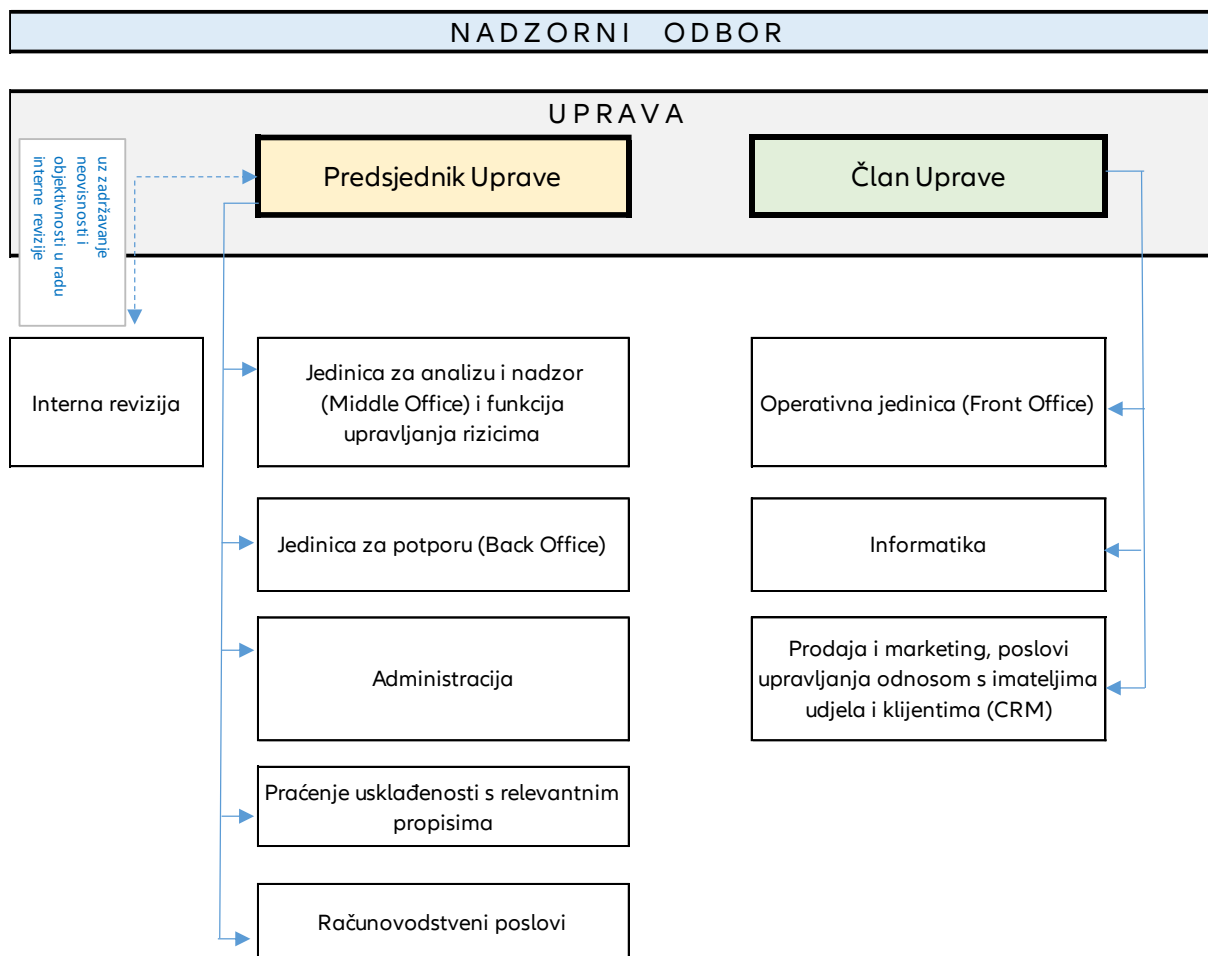 NADZORNI ODBOR
UPRAVA
uz zadržavanje
neovisnosti i
objektivnosti u radu
interne revizije
Predsjednik Uprave
Član Uprave
Interna revizija
Jedinica za analizu i nadzor
(Middle Office) i funkcija
upravljanja rizicima
Operativna jedinica (Front Office)
Jedinica za potporu (Back Office)
Informatika
Administracija
Prodaja i marketing, poslovi
upravljanja odnosom s imateljima
udjela i klijentima (CRM)
Praćenje usklađenosti s relevantnim
propisima
Računovodstveni poslovi